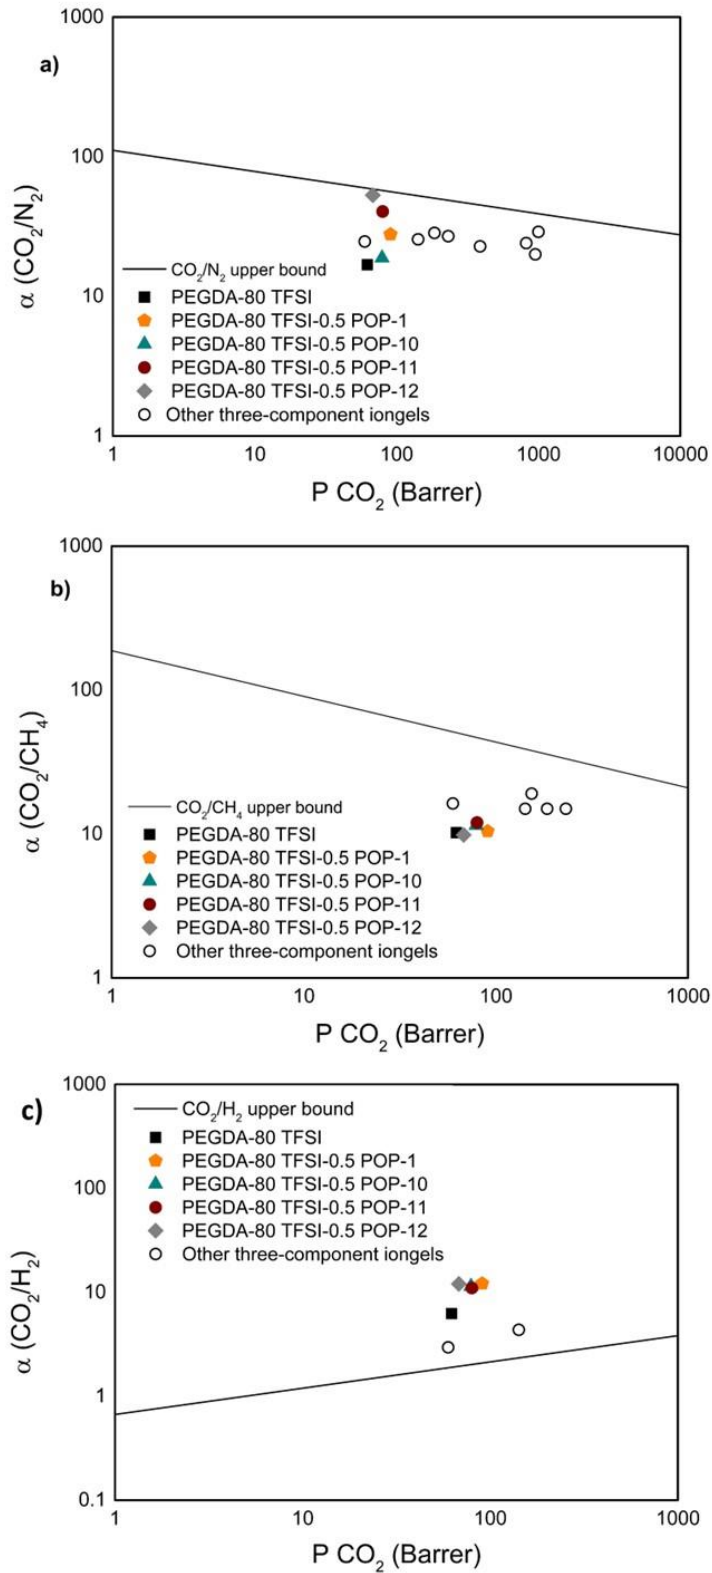 a)
1000
100
10
1
α (CO₂/N₂)
CO₂/N₂ upper bound
PEGDA-80 TFSI
PEGDA-80 TFSI-0.5 POP-1
PEGDA-80 TFSI-0.5 POP-10
PEGDA-80 TFSI-0.5 POP-11
PEGDA-80 TFSI-0.5 POP-12
Other three-component iongels
1 10 100 1000 10000
P CO₂ (Barrer)
b)
1000
100
10
1
α (CO₂/CH₄)
CO₂/CH₄ upper bound
PEGDA-80 TFSI
PEGDA-80 TFSI-0.5 POP-1
PEGDA-80 TFSI-0.5 POP-10
PEGDA-80 TFSI-0.5 POP-11
PEGDA-80 TFSI-0.5 POP-12
Other three-component iongels
1 10 100 1000
P CO₂ (Barrer)
c)
1000
100
10
1
0.1
α (CO₂/H₂)
CO₂/H₂ upper bound
PEGDA-80 TFSI
PEGDA-80 TFSI-0.5 POP-1
PEGDA-80 TFSI-0.5 POP-10
PEGDA-80 TFSI-0.5 POP-11
PEGDA-80 TFSI-0.5 POP-12
Other three-component iongels
1 10 100 1000
P CO₂ (Barrer)